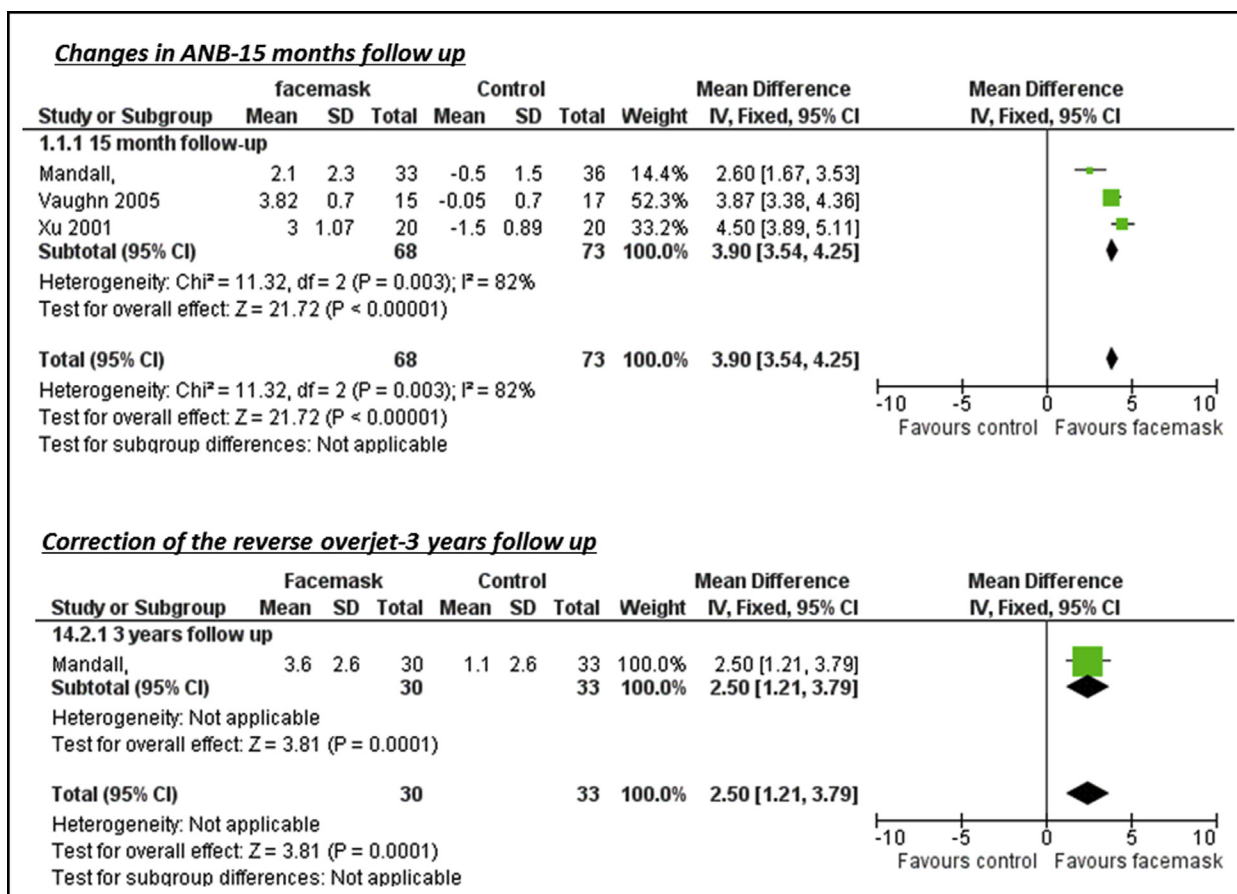 Changes in ANB-15 months follow up
facemask Control Mean Difference Mean Difference
Study or Subgroup Mean SD Total Mean SD Total Weight IV, Fixed, 95% CI IV, Fixed, 95% CI
1.1.1 15 month follow-up
Mandall, 2.1 2.3 33 -0.5 1.5 36 14.4% 2.60 [1.67, 3.53]
Vaughn 2005 3.82 0.7 15 -0.05 0.7 17 52.3% 3.87 [3.38, 4.36]
Xu 2001 3 1.07 20 -1.5 0.89 20 33.2% 4.50 [3.89, 5.11]
Subtotal (95% CI) 68 73 100.0% 3.90 [3.54, 4.25]
Heterogeneity: Chi² = 11.32, df = 2 (P = 0.003); I² = 82%
Test for overall effect: Z = 21.72 (P < 0.00001)
Total (95% CI) 68 73 100.0% 3.90 [3.54, 4.25]
Heterogeneity: Chi² = 11.32, df = 2 (P = 0.003); I² = 82%
Test for overall effect: Z = 21.72 (P < 0.00001)
Test for subgroup differences: Not applicable
-10 -5 0 5 10
Favours control Favours facemask
Correction of the reverse overjet-3 years follow up
Facemask Control Mean Difference Mean Difference
Study or Subgroup Mean SD Total Mean SD Total Weight IV, Fixed, 95% CI IV, Fixed, 95% CI
14.2.1 3 years follow up
Mandall, 3.6 2.6 30 1.1 2.6 33 100.0% 2.50 [1.21, 3.79]
Subtotal (95% CI) 30 33 100.0% 2.50 [1.21, 3.79]
Heterogeneity: Not applicable
Test for overall effect: Z = 3.81 (P = 0.0001)
Total (95% CI) 30 33 100.0% 2.50 [1.21, 3.79]
Heterogeneity: Not applicable
Test for overall effect: Z = 3.81 (P = 0.0001)
Test for subgroup differences: Not applicable
-10 -5 0 5 10
Favours control Favours facemask